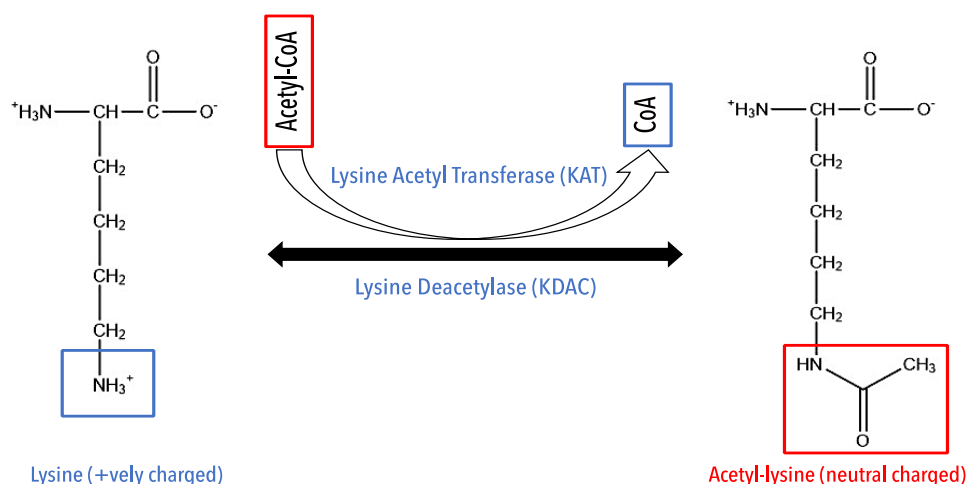 O
⁺H₃N
CH
C
O⁻
CH₂
CH₂
CH₂
CH₂
NH₃⁺
Lysine (+vely charged)
Acetyl-CoA
CoA
Lysine Acetyl Transferase (KAT)
Lysine Deacetylase (KDAC)
O
⁺H₃N
CH
C
O⁻
CH₂
CH₂
CH₂
CH₂
HN
CH₃
O
Acetyl-lysine (neutral charged)